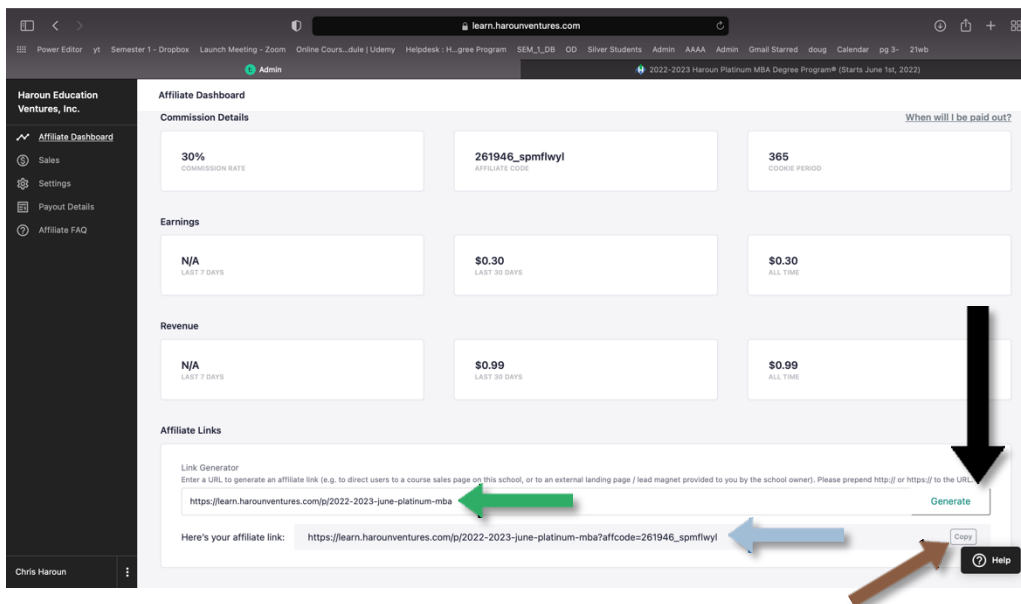 learn.harounventures.com
Power Editor yt Semester 1 - Dropbox Launch Meeting - Zoom Online Cours...dule | Udemy Helpdesk : H...gree Program SEM_1_DB OD Silver Students Admin AAAA Admin Gmail Starred doug Calendar pg 3- 21wb
Admin
2022-2023 Haroun Platinum MBA Degree Program® (Starts June 1st, 2022)
Haroun Education
Ventures, Inc.
Affiliate Dashboard
Sales
Settings
Payout Details
Affiliate FAQ
Chris Haroun
Affiliate Dashboard
Commission Details
When will I be paid out?
30%
COMMISSION RATE
261946_spmflwyl
AFFILIATE CODE
365
COOKIE PERIOD
Earnings
N/A
LAST 7 DAYS
$0.30
LAST 30 DAYS
$0.30
ALL TIME
Revenue
N/A
LAST 7 DAYS
$0.99
LAST 30 DAYS
$0.99
ALL TIME
Affiliate Links
Link Generator
Enter a URL to generate an affiliate link (e.g. to direct users to a course sales page on this school, or to an external landing page / lead magnet provided to you by the school owner). Please prepend http:// or https:// to the URL.
https://learn.harounventures.com/p/2022-2023-june-platinum-mba
Generate
Here's your affiliate link: https://learn.harounventures.com/p/2022-2023-june-platinum-mba?affcode=261946_spmflwyl
Copy
Help